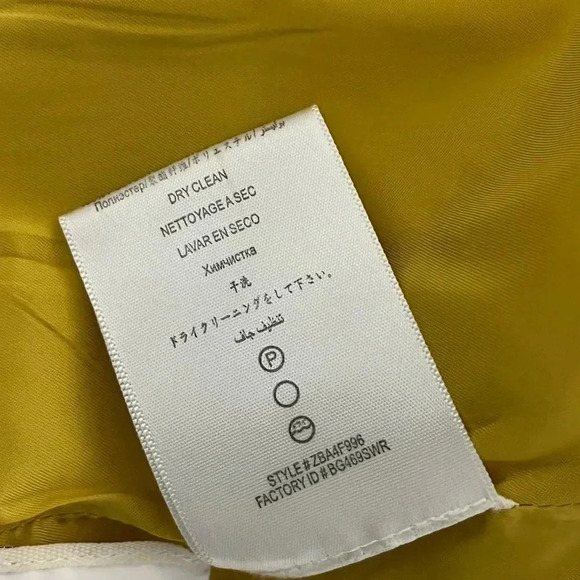 Полиэстер/聚酯纤维/ポリエステル/بوليستر
DRY CLEAN
NETTOYAGE A SEC
LAVAR EN SECO
Химчистка
干洗
ドライクリーニングをして下さい。
تنظيف جاف
P
STYLE# ZBA4F996
FACTORY ID # BG469SWR